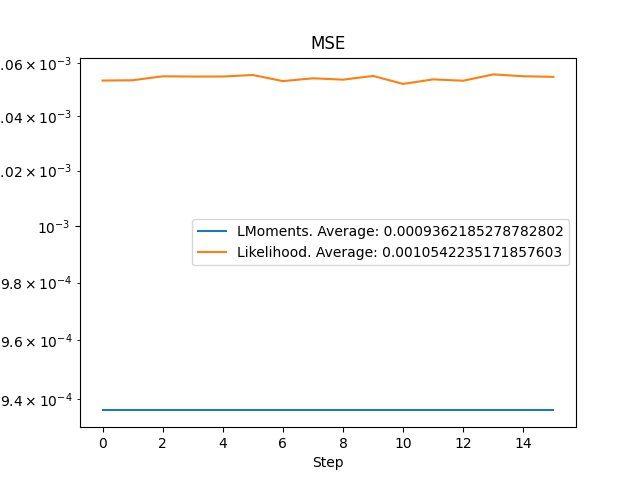 MSE
.06 × 10⁻³
.04 × 10⁻³
.02 × 10⁻³
10⁻³
9.8 × 10⁻⁴
9.6 × 10⁻⁴
9.4 × 10⁻⁴
LMoments. Average: 0.0009362185278782802
Likelihood. Average: 0.0010542235171857603
0 2 4 6 8 10 12 14
Step